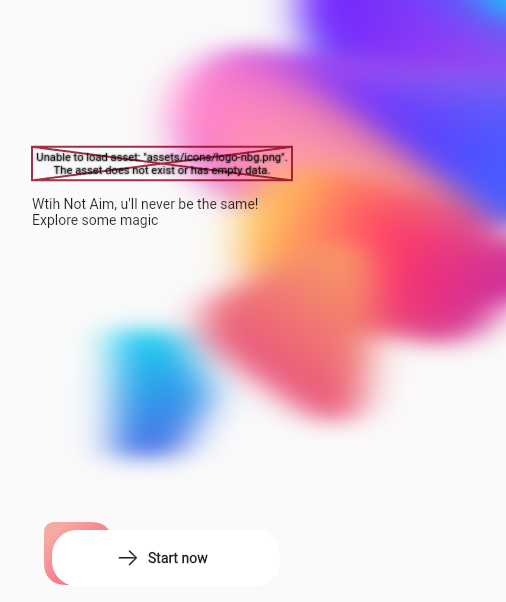 Unable to load asset: "assets/icons/logo-nbg.png".
The asset does not exist or has empty data.
Wtih Not Aim, u'll never be the same!
Explore some magic
Start now